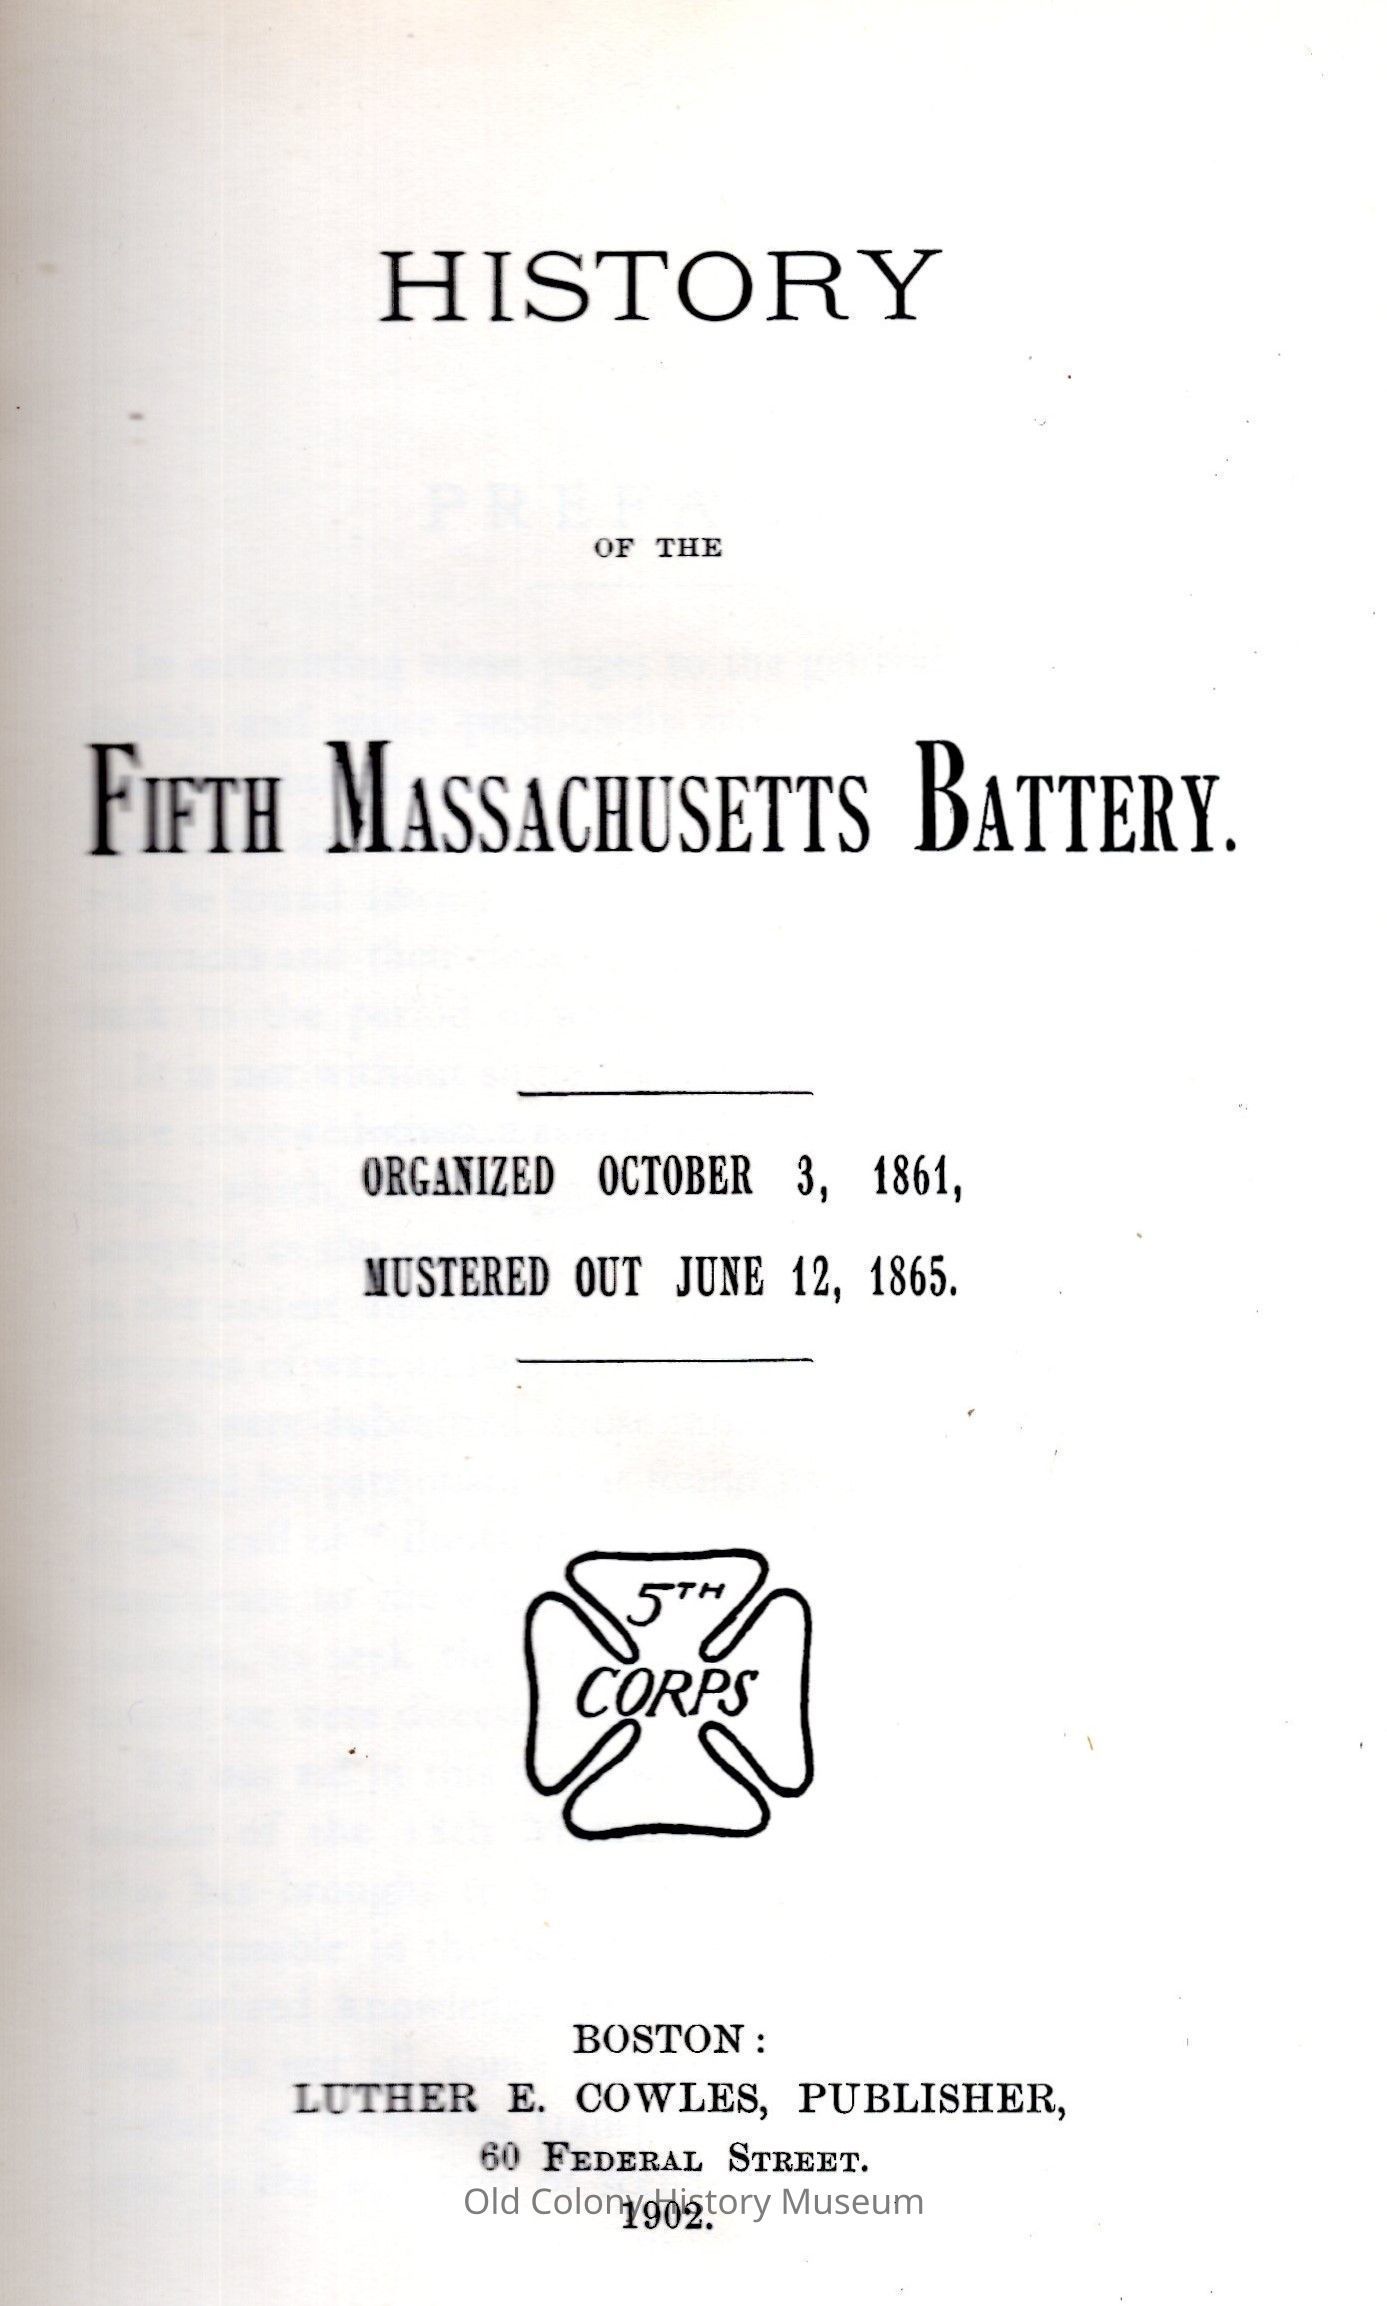 HISTORY
OF THE
FIFTH MASSACHUSETTS BATTERY.
ORGANIZED OCTOBER 3, 1861,
MUSTERED OUT JUNE 12, 1865.
5TH
CORPS
BOSTON:
LUTHER E. COWLES, PUBLISHER,
60 FEDERAL STREET.
Old Colony History Museum
1902.